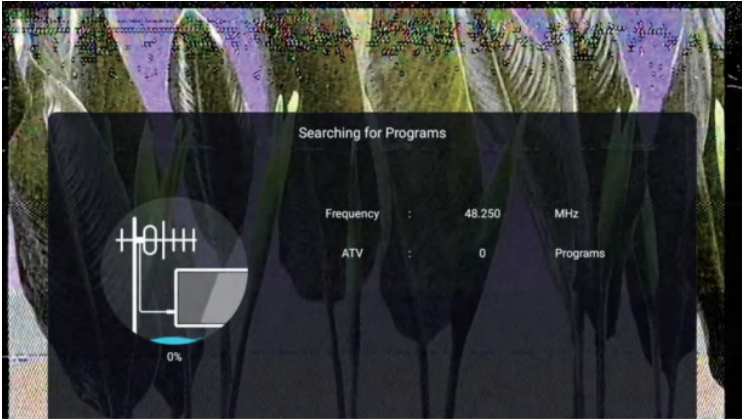 Searching for Programs
Frequency : 48.250 MHz
ATV : 0 Programs
0%